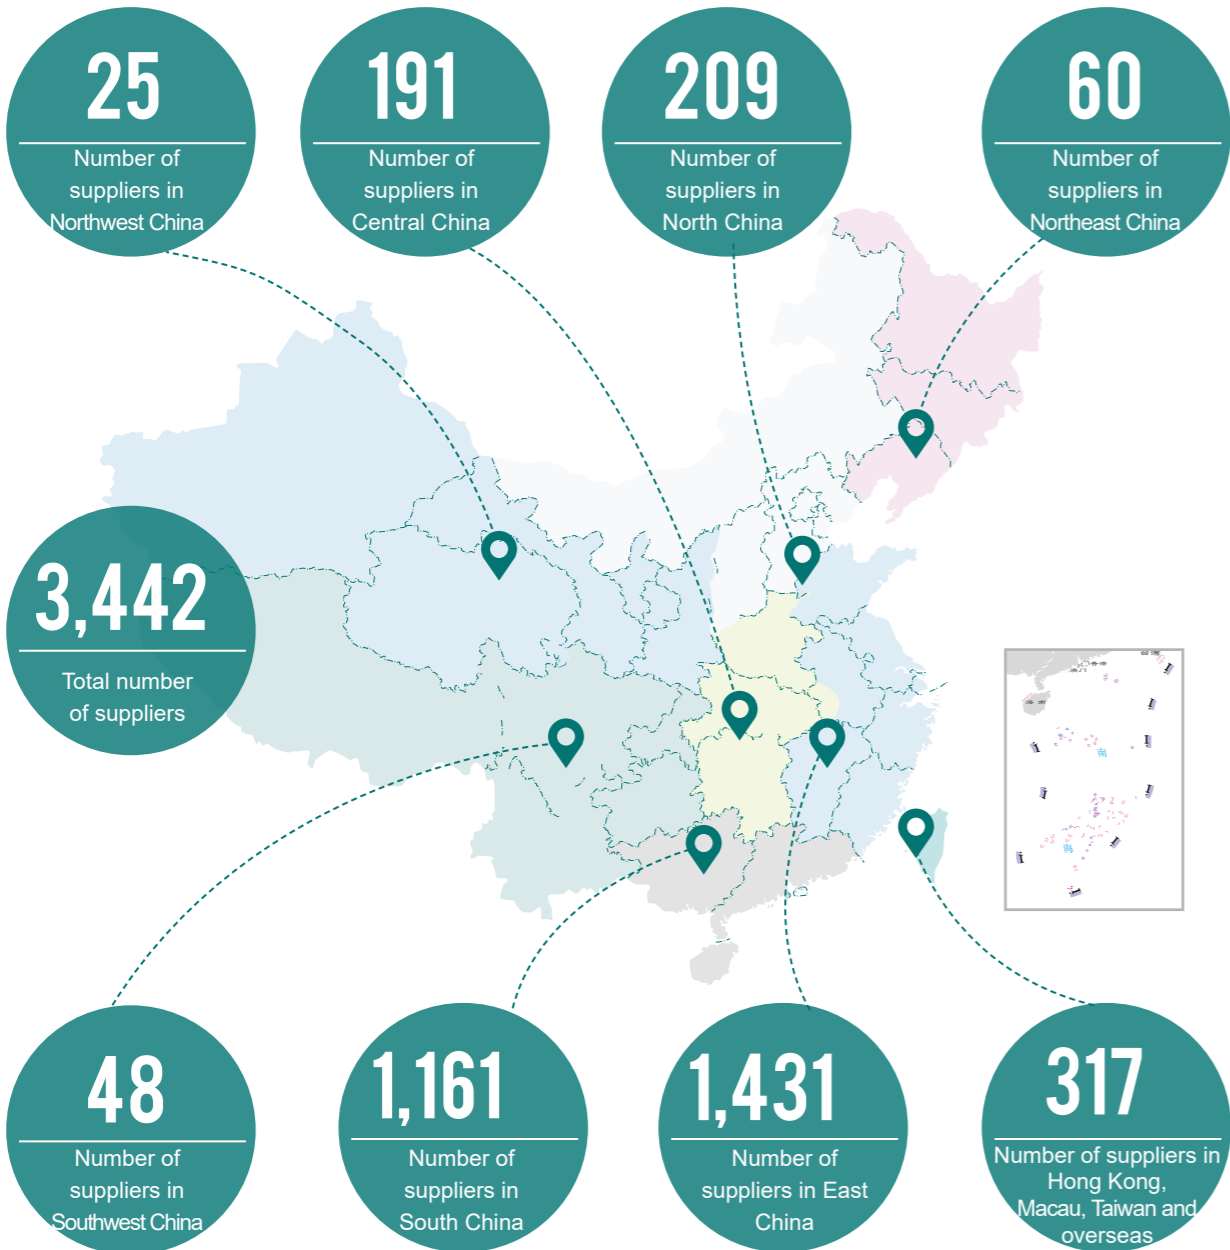 25
Number of
suppliers in
Northwest China
191
Number of
suppliers in
Central China
209
Number of
suppliers in
North China
60
Number of
suppliers in
Northeast China
3,442
Total number
of suppliers
48
Number of
suppliers in
Southwest China
1,161
Number of
suppliers in
South China
1,431
Number of
suppliers in East
China
317
Number of suppliers in
Hong Kong,
Macau, Taiwan and
overseas